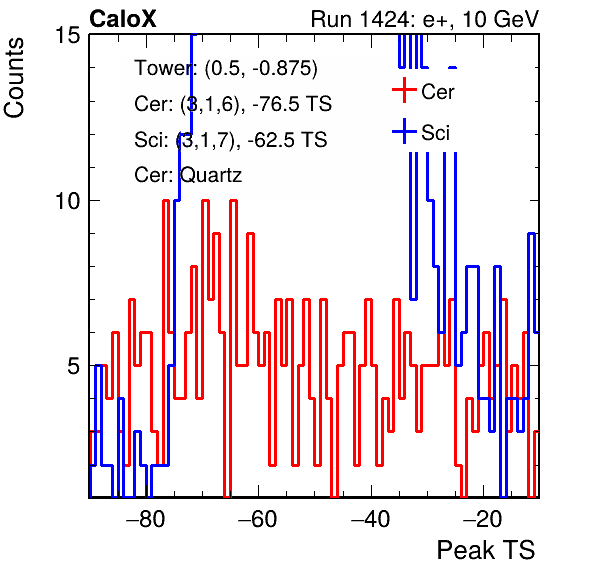 CaloX Run 1424: e+, 10 GeV
Counts
15
Tower: (0.5, -0.875)
Cer: (3,1,6), -76.5 TS
Sci: (3,1,7), -62.5 TS
Cer: Quartz
Cer
Sci
10
5
−80 −60 −40 −20
Peak TS